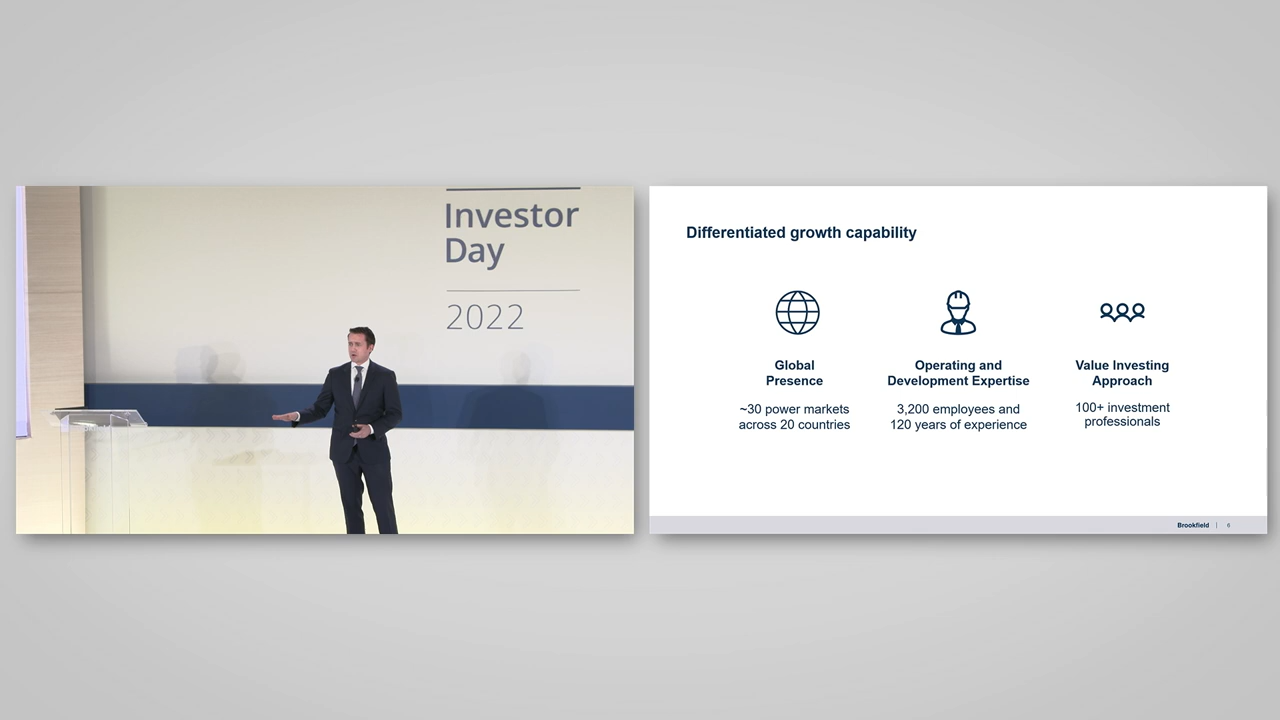 Investor
Day
2022
Differentiated growth capability
Global
Presence
~30 power markets
across 20 countries
Operating and
Development Expertise
3,200 employees and
120 years of experience
Value Investing
Approach
100+ investment
professionals
Brookfield | 6